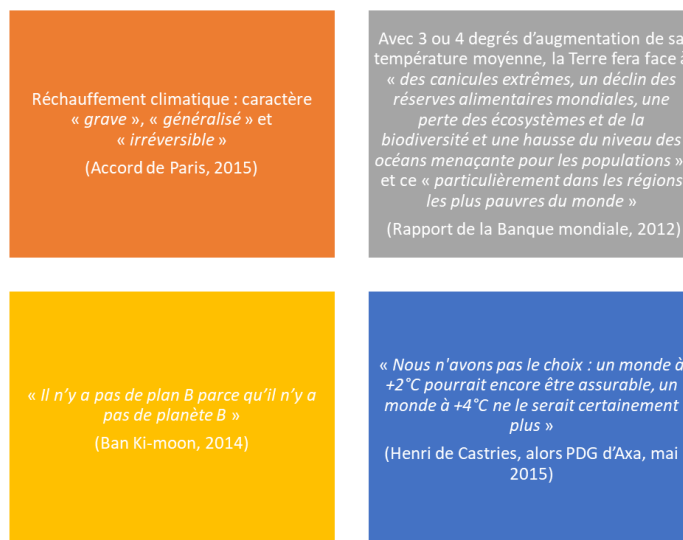 Réchauffement climatique : caractère
« grave », « généralisé » et
« irréversible »
(Accord de Paris, 2015)
Avec 3 ou 4 degrés d’augmentation de sa
température moyenne, la Terre fera face à
« des canicules extrêmes, un déclin des
réserves alimentaires mondiales, une
perte des écosystèmes et de la
biodiversité et une hausse du niveau des
océans menaçante pour les populations »
et ce « particulièrement dans les régions
les plus pauvres du monde »
(Rapport de la Banque mondiale, 2012)
« Il n’y a pas de plan B parce qu’il n’y a
pas de planète B »
(Ban Ki-moon, 2014)
« Nous n'avons pas le choix : un monde à
+2°C pourrait encore être assurable, un
monde à +4°C ne le serait certainement
plus »
(Henri de Castries, alors PDG d’Axa, mai
2015)